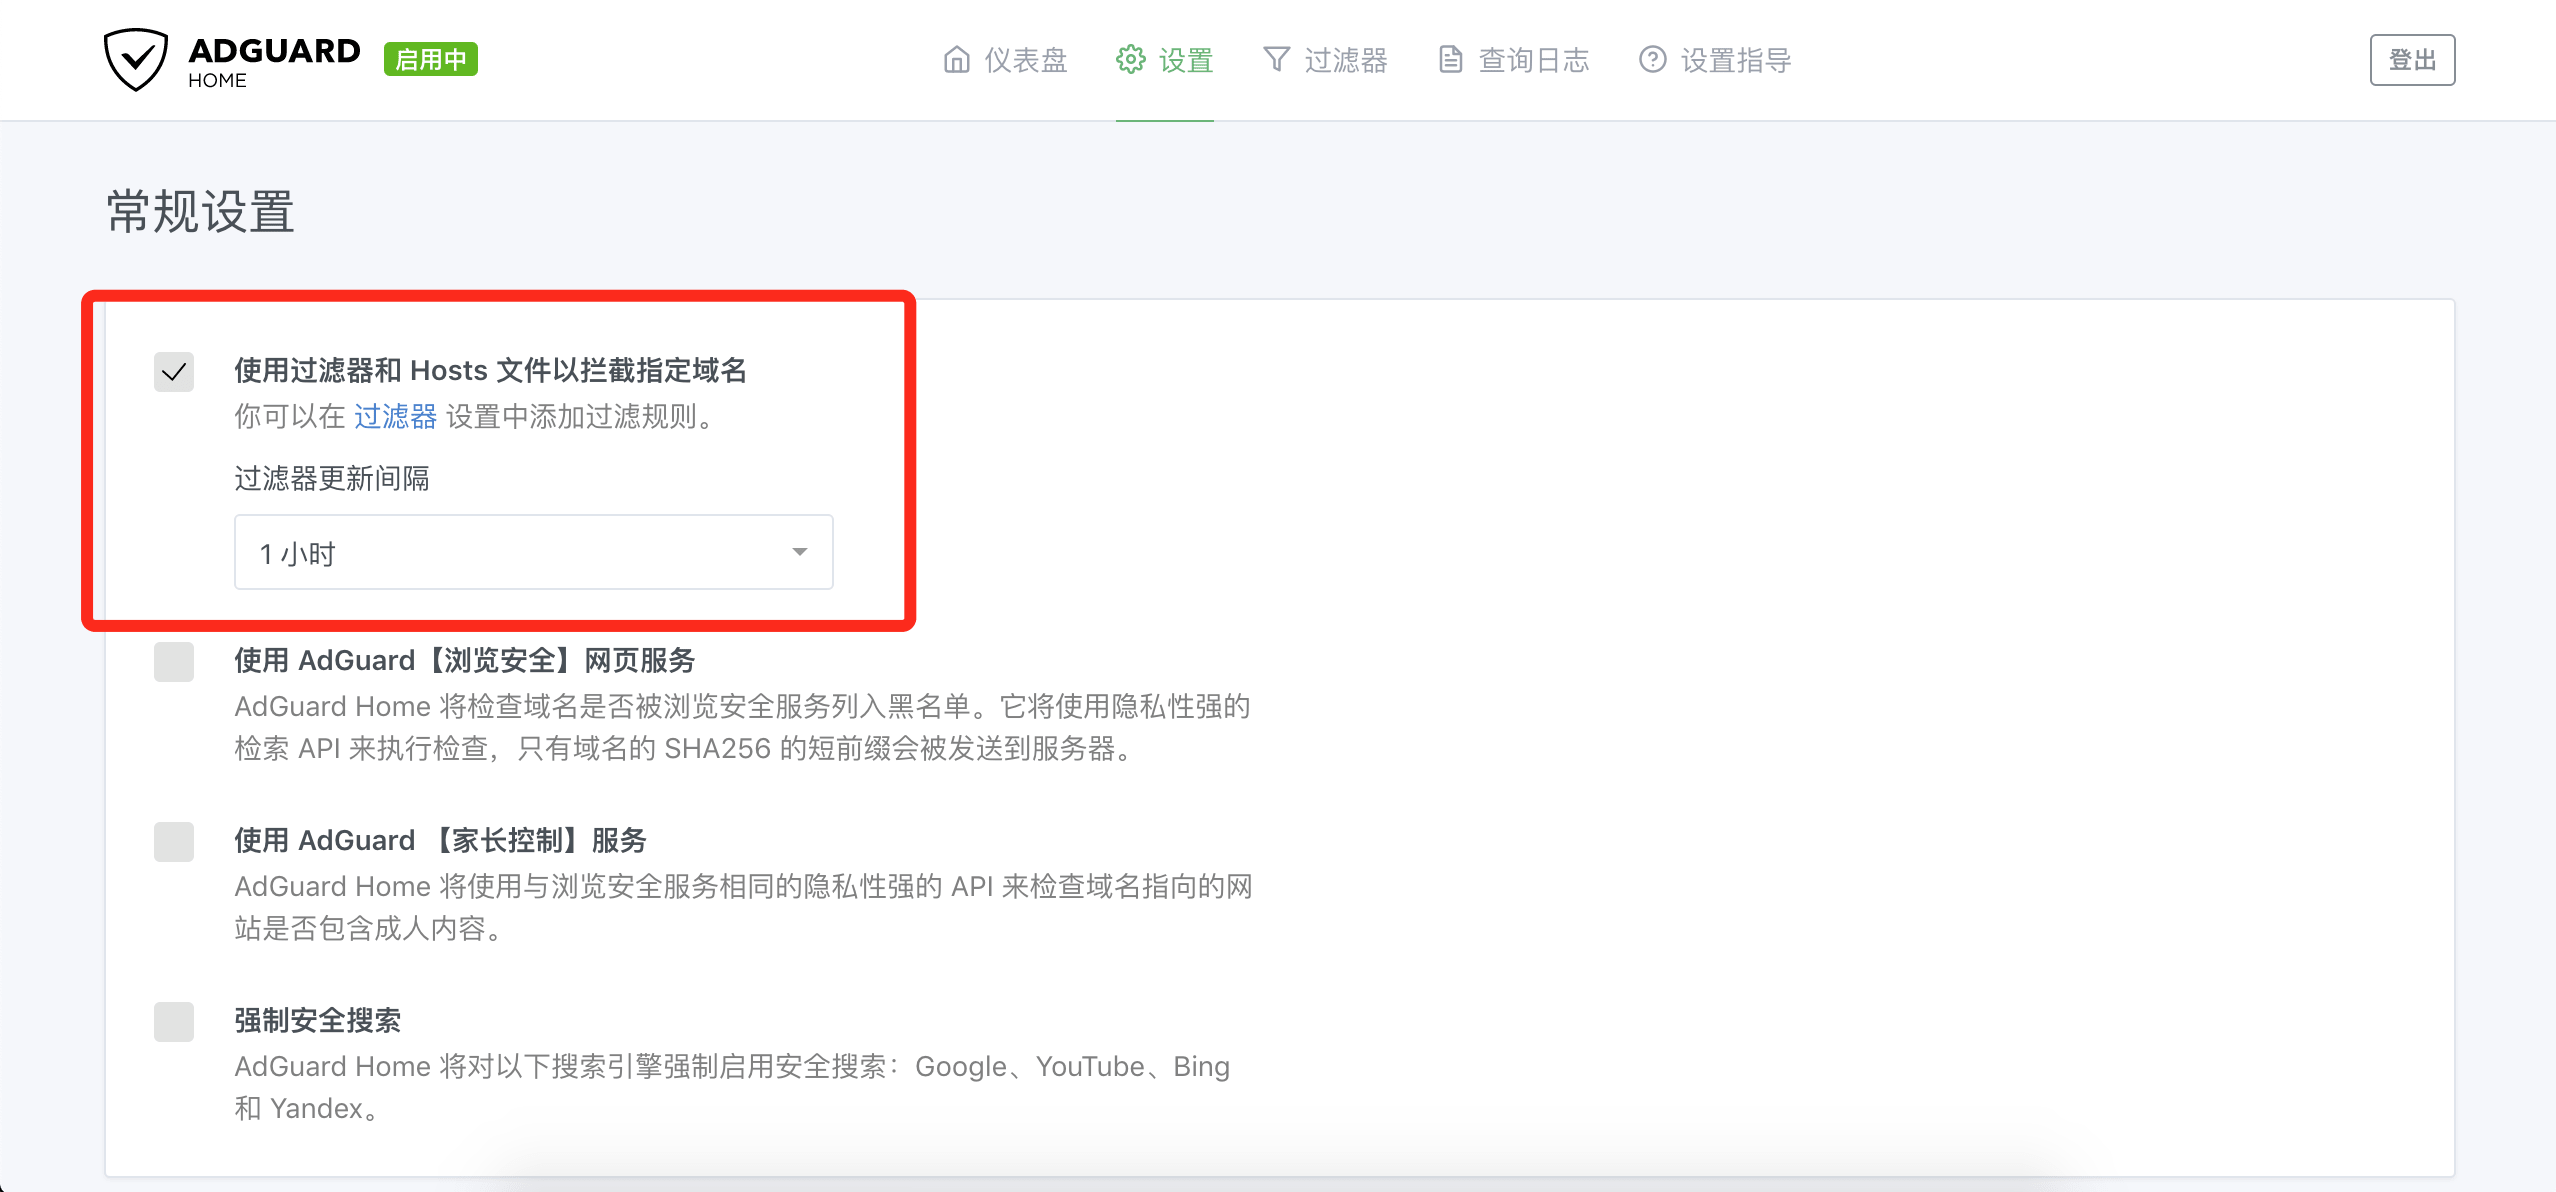 ADGUARD
HOME
启用中
仪表盘
设置
过滤器
查询日志
设置指导
登出
常规设置
使用过滤器和 Hosts 文件以拦截指定域名
你可以在 过滤器 设置中添加过滤规则。
过滤器更新间隔
1 小时
使用 AdGuard【浏览安全】网页服务
AdGuard Home 将检查域名是否被浏览安全服务列入黑名单。它将使用隐私性强的
检索 API 来执行检查，只有域名的 SHA256 的短前缀会被发送到服务器。
使用 AdGuard 【家长控制】服务
AdGuard Home 将使用与浏览安全服务相同的隐私性强的 API 来检查域名指向的网
站是否包含成人内容。
强制安全搜索
AdGuard Home 将对以下搜索引擎强制启用安全搜索：Google、YouTube、Bing
和 Yandex。